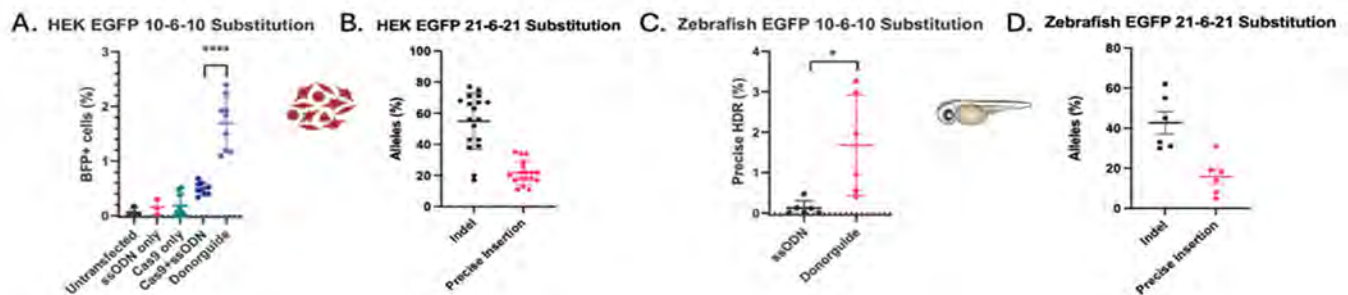 A. HEK EGFP 10-6-10 Substitution
BFP+ cells (%)
3
2
1
0
****
Untransfected
ssODN only
Cas9 only
Cas9+ssODN
Donorguide
B. HEK EGFP 21-6-21 Substitution
Alleles (%)
100
80
60
40
20
0
Indel
Precise Insertion
C. Zebrafish EGFP 10-6-10 Substitution
Precise HDR (%)
4
3
2
1
0
*
ssODN
Donorguide
D. Zebrafish EGFP 21-6-21 Substitution
Alleles (%)
80
60
40
20
0
Indel
Precise Insertion